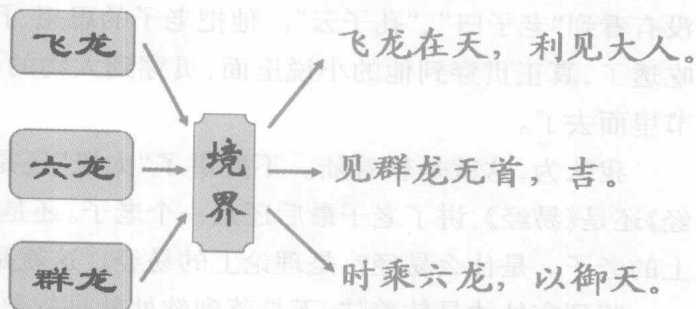 飞龙
飞龙在天，利见大人。
六龙
境界
见群龙无首，吉。
群龙
时乘六龙，以御天。